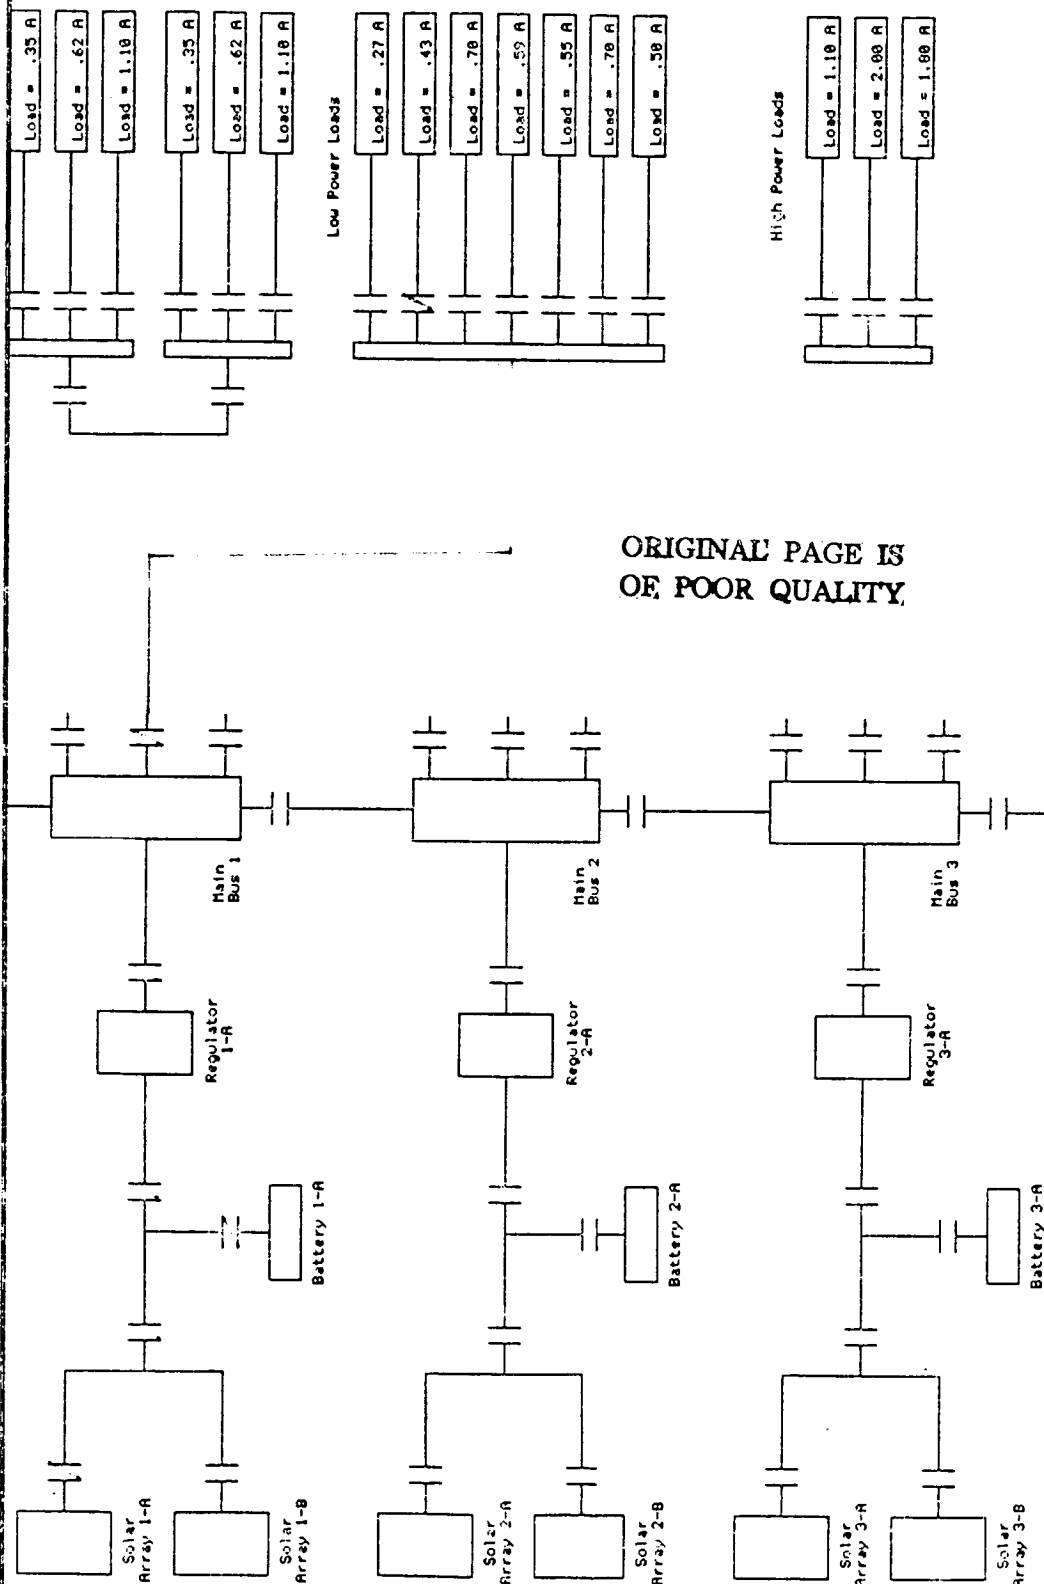 Load = .35 A
Load = .62 A
Load = 1.10 A
Load = .35 A
Load = .62 A
Load = 1.10 A
Low Power Loads
Load = .27 A
Load = .43 A
Load = .70 A
Load = .59 A
Load = .55 A
Load = .70 A
Load = .50 A
High Power Loads
Load = 1.10 A
Load = 2.00 A
Load = 1.00 A
ORIGINAL PAGE IS
OF POOR QUALITY
Main
Bus 1
Main
Bus 2
Main
Bus 3
Regulator
1-A
Regulator
2-A
Regulator
3-A
Battery 1-A
Battery 2-A
Battery 3-A
Solar
Array 1-A
Solar
Array 1-B
Solar
Array 2-A
Solar
Array 2-B
Solar
Array 3-A
Solar
Array 3-B